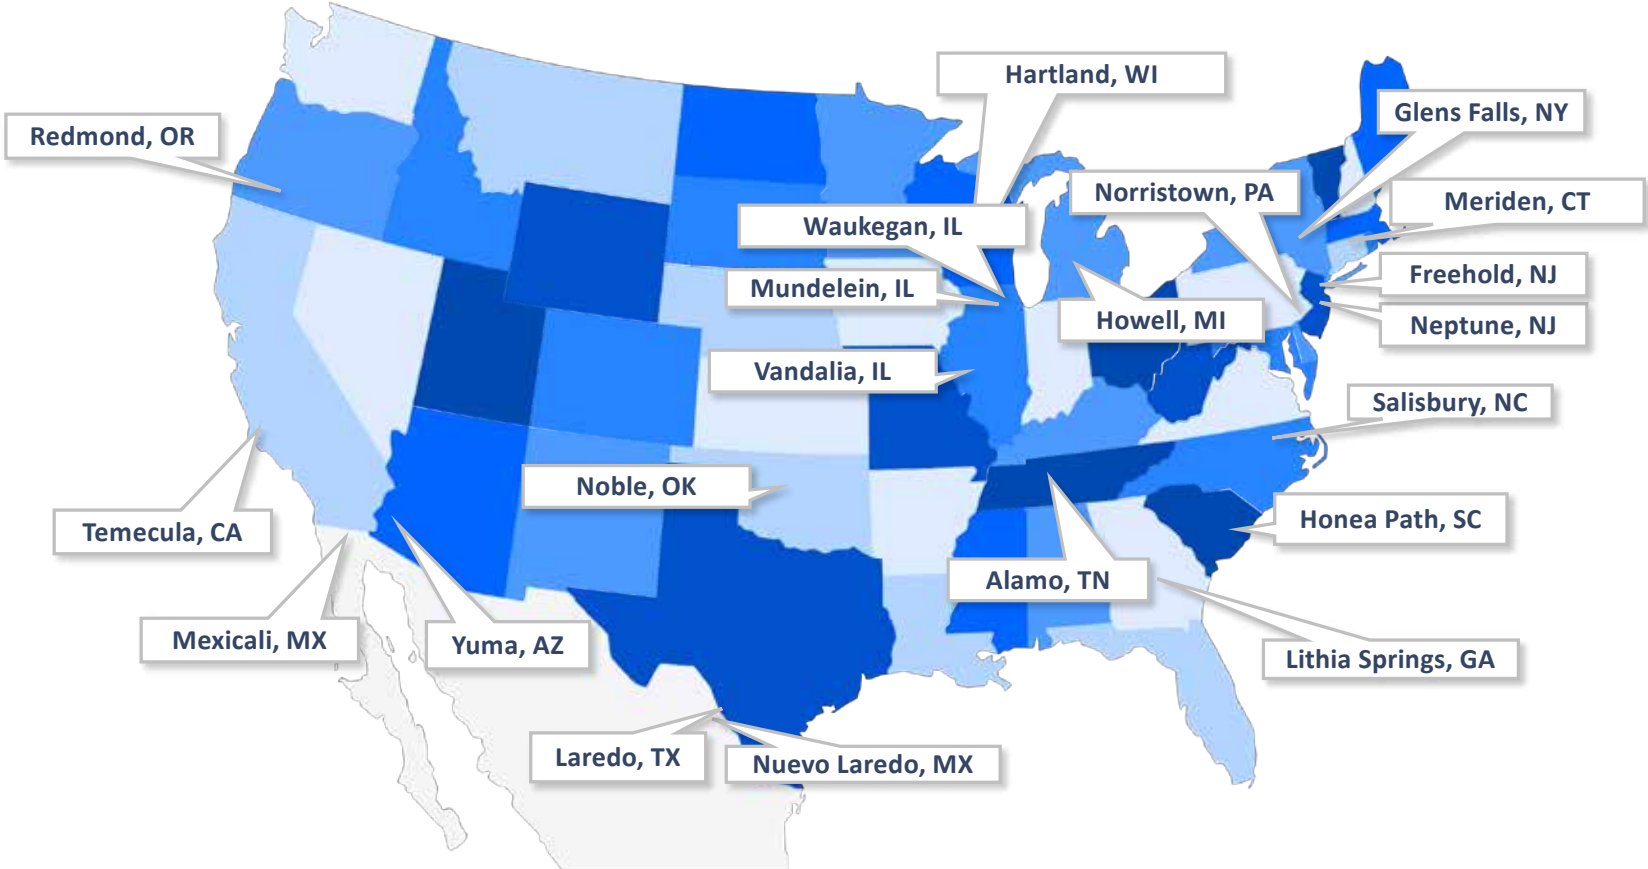 Hartland, WI
Glens Falls, NY
Redmond, OR
Norristown, PA
Meriden, CT
Waukegan, IL
Freehold, NJ
Mundelein, IL
Howell, MI
Neptune, NJ
Vandalia, IL
Salisbury, NC
Noble, OK
Honea Path, SC
Temecula, CA
Alamo, TN
Mexicali, MX
Yuma, AZ
Lithia Springs, GA
Laredo, TX
Nuevo Laredo, MX